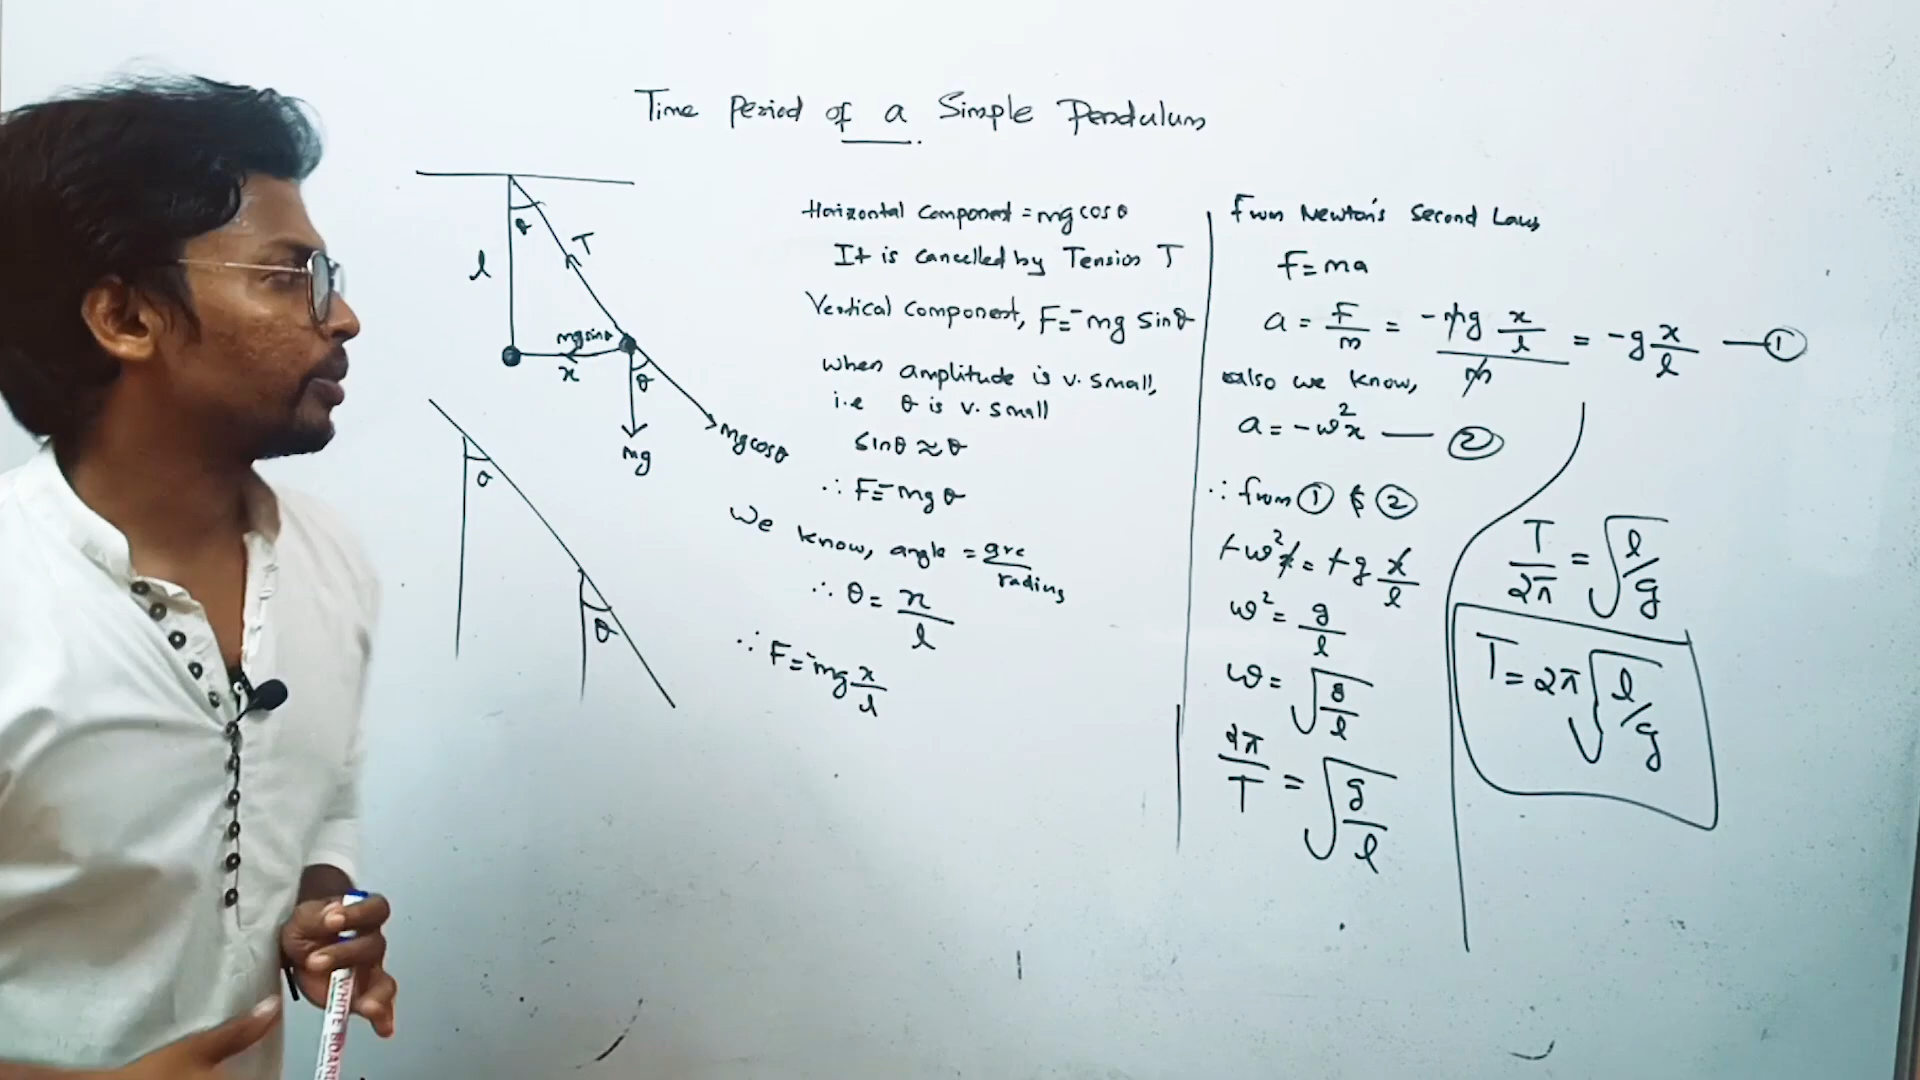 Time Period of a Simple Pendulum
θ
l
T
mg sinθ
x
θ
mg
mg cosθ
θ
θ
Horizontal Component = mg cos θ
It is cancelled by Tension T
Vertical Component, F = -mg sinθ
when amplitude is v. small,
i.e θ is v. small
sinθ ≈ θ
∴ F = -mg θ
We know, angle = arc/radius
∴ θ = x/l
∴ F = -mg x/l
from Newton's Second Law
F = ma
a = F/m = -mg x/l / m = -g x/l — ①
also we know,
a = -ω²x — ②
∴ from ① & ②
-ω²x = -g x/l
ω² = g/l
ω = √g/l
2π/T = √g/l
T/2π = √l/g
T = 2π √l/g
WHITE BOARD